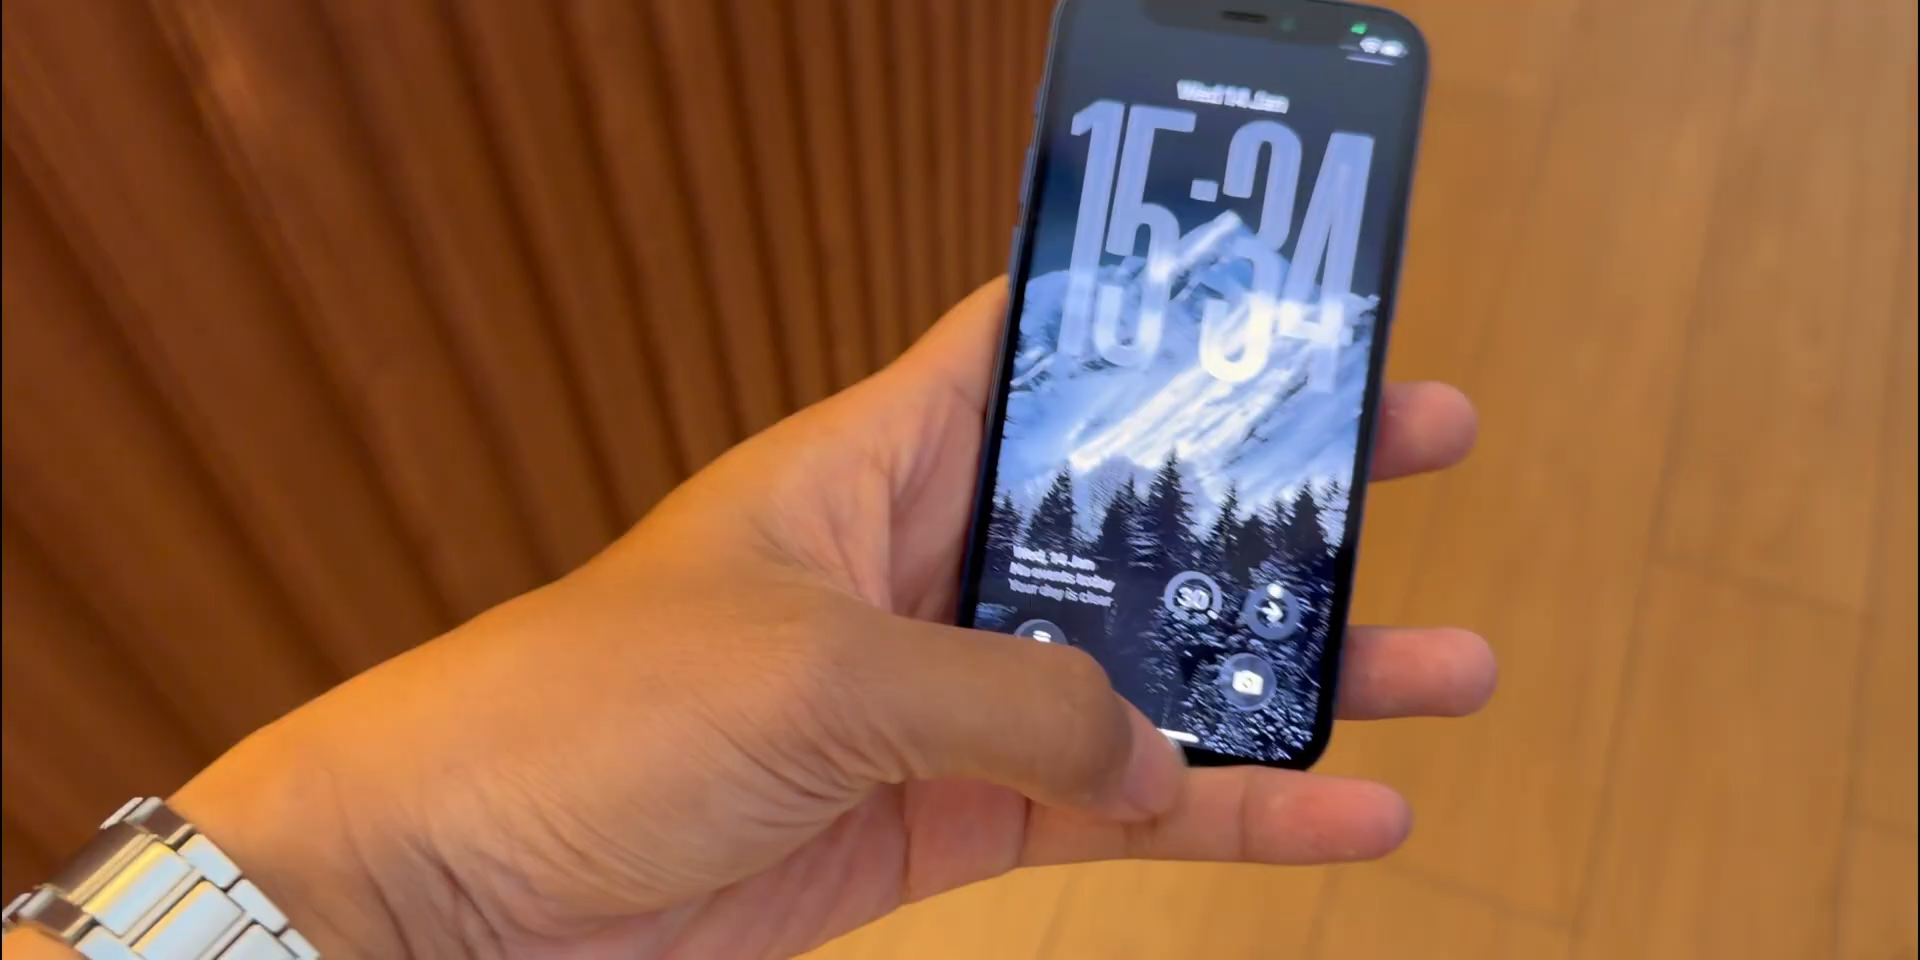 Wed 14 Jan
15:34
Wed, 14 Jan
No events today
Your day is clear
30